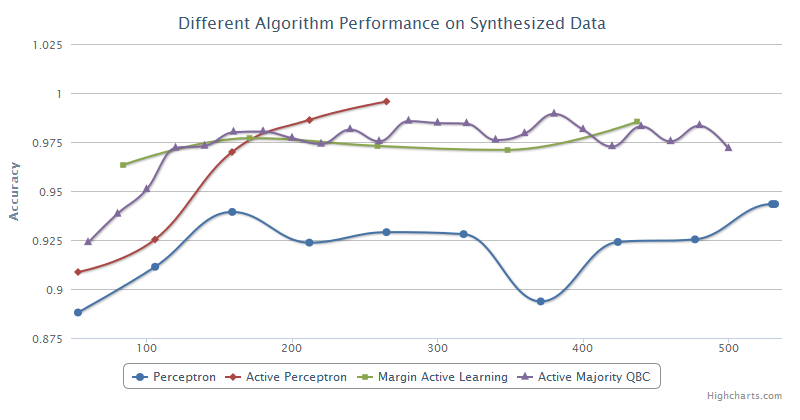 Different Algorithm Performance on Synthesized Data
1.025
1
0.975
0.95
0.925
0.9
0.875
Accuracy
100 200 300 400 500
Perceptron Active Perceptron Margin Active Learning Active Majority QBC
Highcharts.com